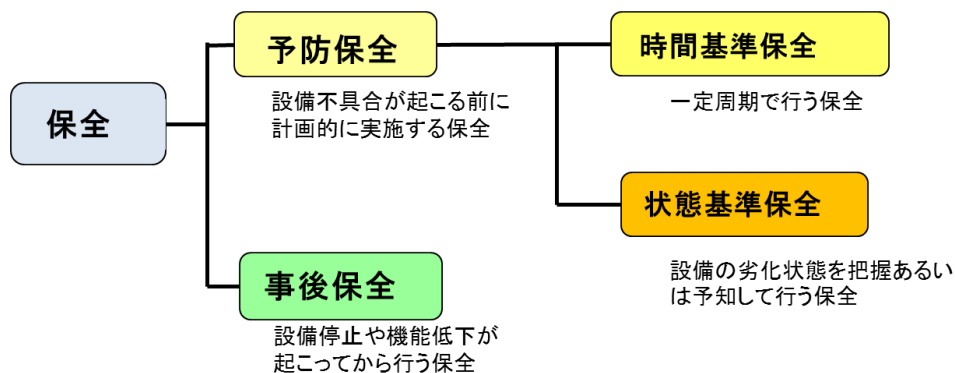 保全
予防保全
設備不具合が起こる前に
計画的に実施する保全
時間基準保全
一定周期で行う保全
状態基準保全
設備の劣化状態を把握あるい
は予知して行う保全
事後保全
設備停止や機能低下が
起こってから行う保全